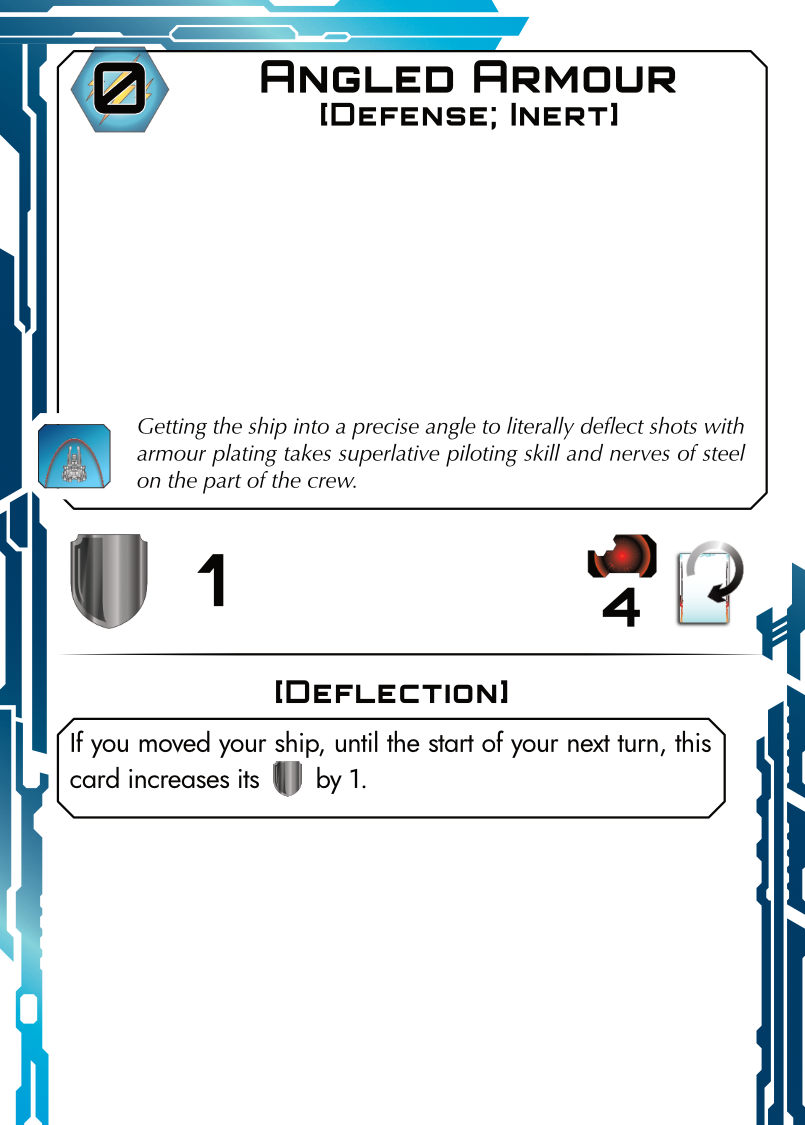 0
Angled Armour
[Defense; Inert]
Getting the ship into a precise angle to literally deflect shots with
armour plating takes superlative piloting skill and nerves of steel
on the part of the crew.
1
4
[Deflection]
If you moved your ship, until the start of your next turn, this
card increases its by 1.